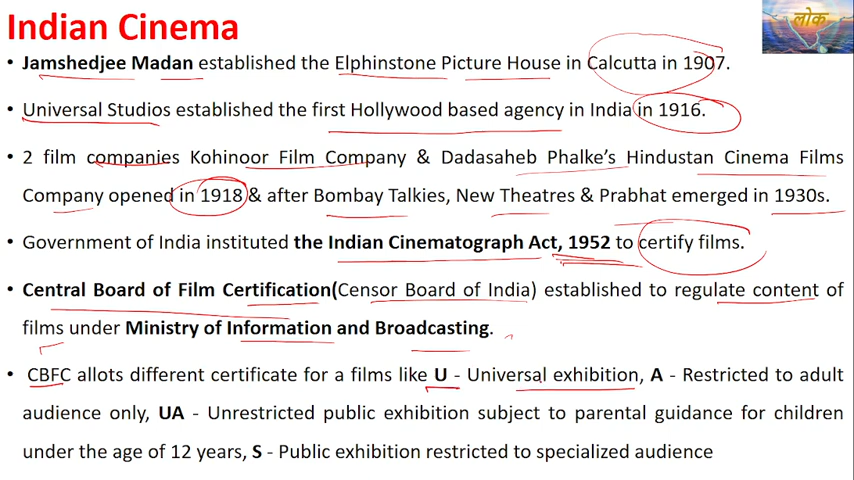 Indian Cinema
लोक
• Jamshedjee Madan established the Elphinstone Picture House in Calcutta in 1907.
• Universal Studios established the first Hollywood based agency in India in 1916.
• 2 film companies Kohinoor Film Company & Dadasaheb Phalke's Hindustan Cinema Films
Company opened in 1918 & after Bombay Talkies, New Theatres & Prabhat emerged in 1930s.
• Government of India instituted the Indian Cinematograph Act, 1952 to certify films.
• Central Board of Film Certification(Censor Board of India) established to regulate content of
films under Ministry of Information and Broadcasting.
• CBFC allots different certificate for a films like U - Universal exhibition, A - Restricted to adult
audience only, UA - Unrestricted public exhibition subject to parental guidance for children
under the age of 12 years, S - Public exhibition restricted to specialized audience